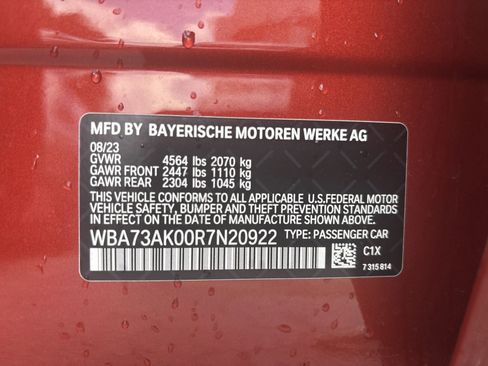 MFD BY BAYERISCHE MOTOREN WERKE AG
08/23
GVWR 4564 lbs 2070 kg
GAWR FRONT 2447 lbs 1110 kg
GAWR REAR 2304 lbs 1045 kg
THIS VEHICLE CONFORMS TO ALL APPLICABLE U.S.FEDERAL MOTOR
VEHICLE SAFETY, BUMPER, AND THEFT PREVENTION STANDARDS
IN EFFECT ON THE DATE OF MANUFACTURE SHOWN ABOVE.
WBA73AK00R7N20922 TYPE: PASSENGER CAR
C1X
7 315 814